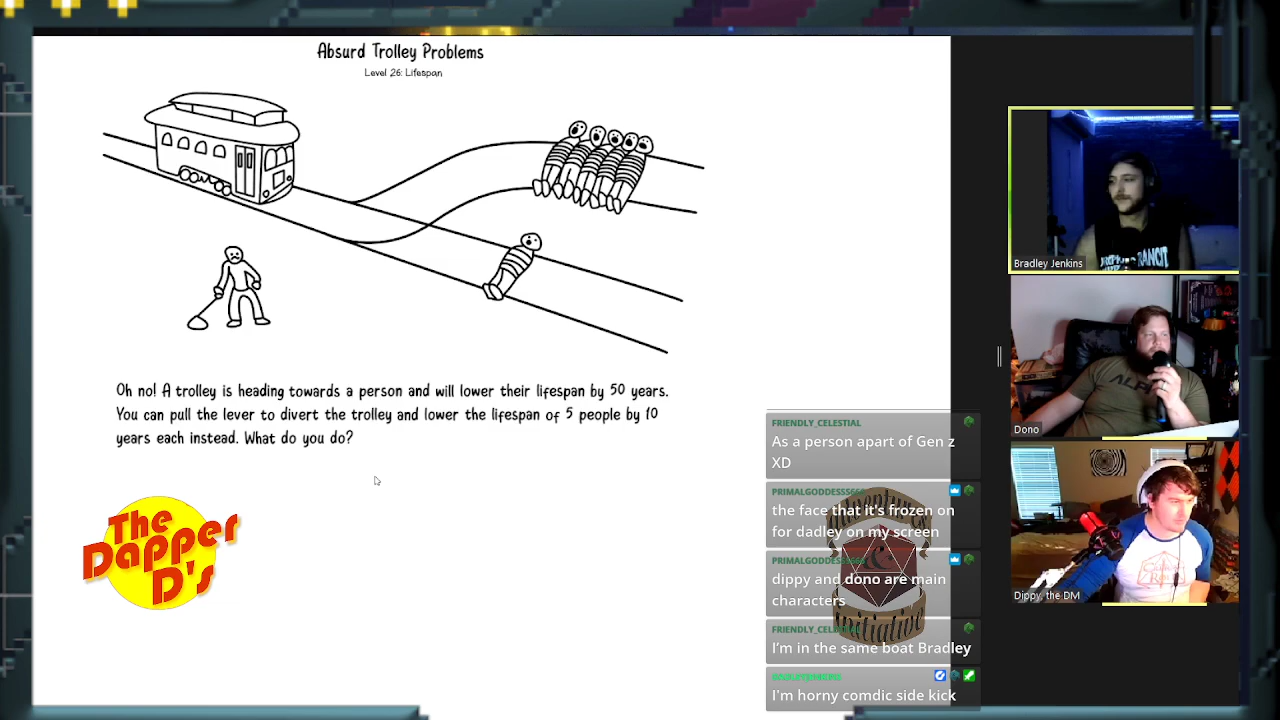 Absurd Trolley Problems
Level 26: Lifespan
Oh no! A trolley is heading towards a person and will lower their lifespan by 50 years.
You can pull the lever to divert the trolley and lower the lifespan of 5 people by 10
years each instead. What do you do?
The
Dapper
D's
FRIENDLY_CELESTIAL
As a person apart of Gen z
XD
the face that it's frozen on
for dadley on my screen
dippy and dono are main
characters
I'm in the same boat Bradley
I'm horny comdic side kick
initiative
Bradley Jenkins
Dono
Dippy, the DM